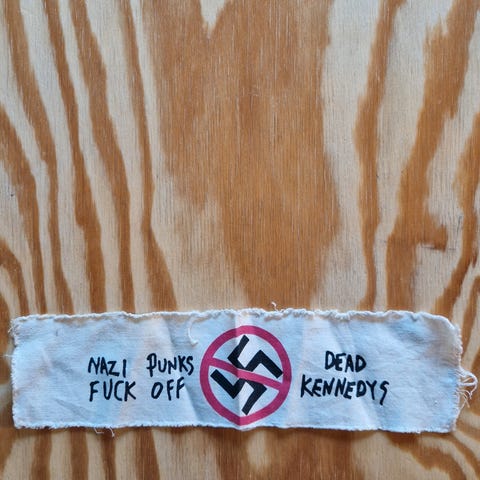 NAZI PUNKS
FUCK OFF
DEAD
KENNEDYS